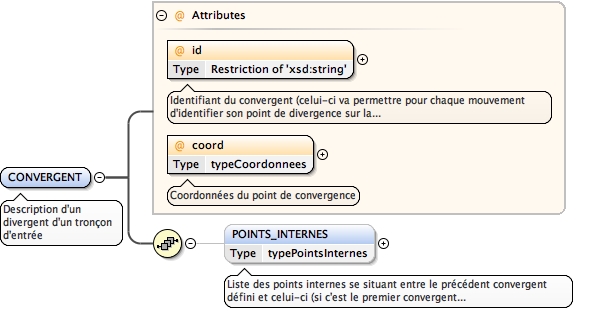 @ Attributes
@ id
Type Restriction of 'xsd:string'
Identifiant du convergent (celui-ci va permettre pour chaque mouvement
d'identifier son point de divergence sur la...
@ coord
Type typeCoordonnees
Coordonnées du point de convergence
CONVERGENT
Description d'un
divergent d'un tronçon
d'entrée
POINTS_INTERNES
Type typePointsInternes
Liste des points internes se situant entre le précédent convergent
défini et celui-ci (si c'est le premier convergent...